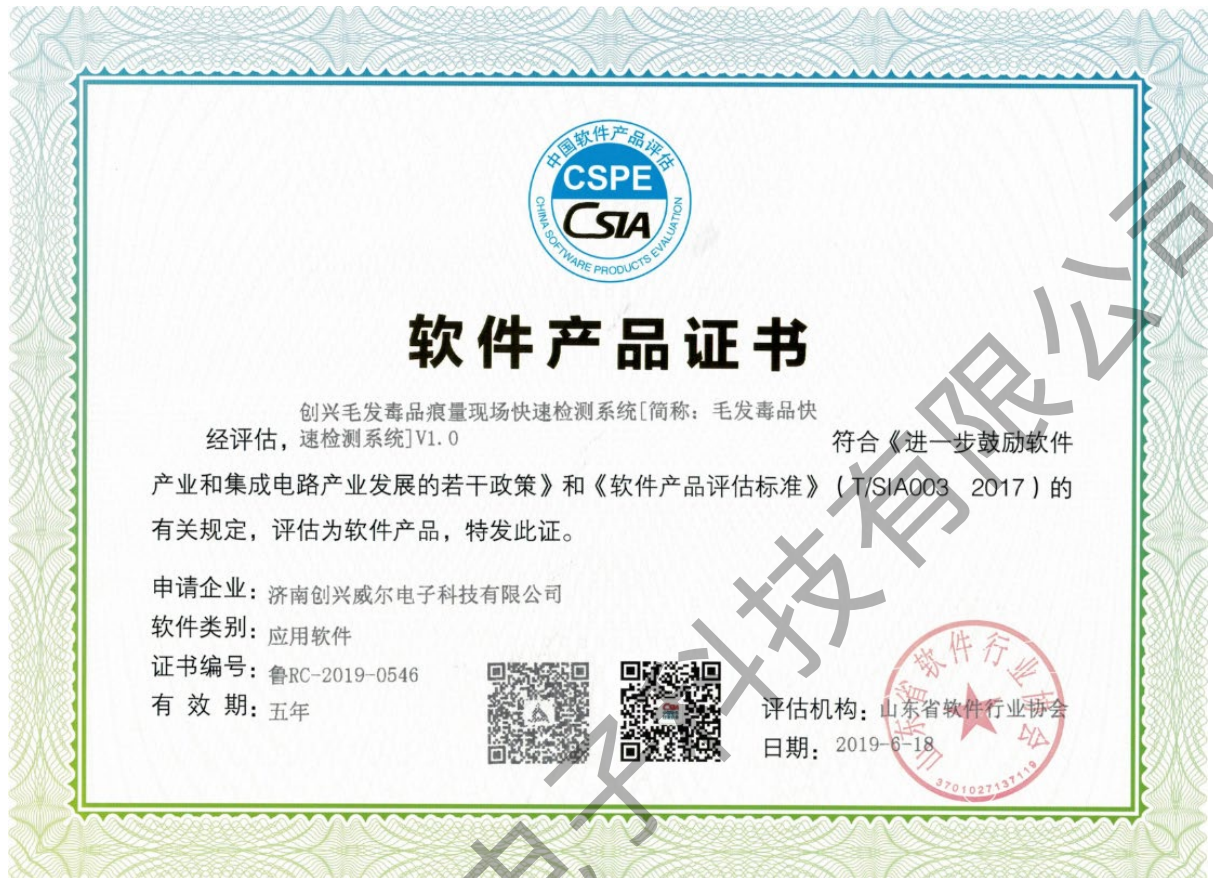 中国软件产品评估
CSPE
CSIA
CHINA SOFTWARE PRODUCTS EVALUATION
软件产品证书
创兴毛发毒品痕量现场快速检测系统[简称：毛发毒品快
经评估，速检测系统]V1.0 符合《进一步鼓励软件
产业和集成电路产业发展的若干政策》和《软件产品评估标准》（T/SIA003 2017）的
有关规定，评估为软件产品，特发此证。
申请企业：济南创兴威尔电子科技有限公司
软件类别：应用软件
证书编号：鲁RC-2019-0546
有 效 期：五年
评估机构：山东省软件行业协会
日期：2019-6-18
山东省软件行业协会
3701027137119
电子科技有限公司